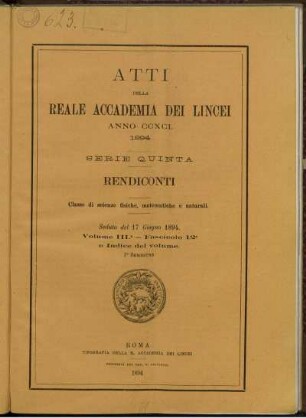 623.
ATTI
DELLA
REALE ACCADEMIA DEI LINCEI
ANNO CCXCI.
1894
SERIE QUINTA
RENDICONTI
Classe di scienze fisiche, matematiche e naturali.
Seduta del 17 Giugno 1894.
Volume III.° — Fascicolo 12°
e Indice del volume.
1° SEMESTRE
ROMA
TIPOGRAFIA DELLA R. ACCADEMIA DEI LINCEI
1894